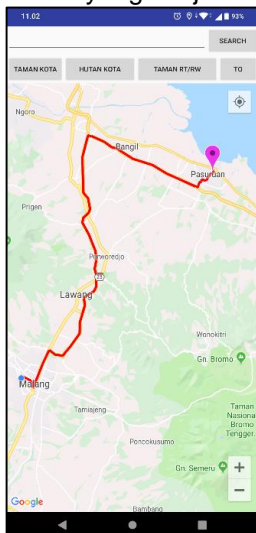 11.02
93%
SEARCH
TAMAN KOTA
HUTAN KOTA
TAMAN RT/RW
TO
Ngoro
Bangil
Pasuruan
Prigen
Purworedjo
Lawang
Wonokitri
Gn. Bromo
Malang
Taman
Nasional
Bromo
Tengger.
Tamiajeng
Poncokusumo
Gn. Semeru
+
−
Google
Bambang